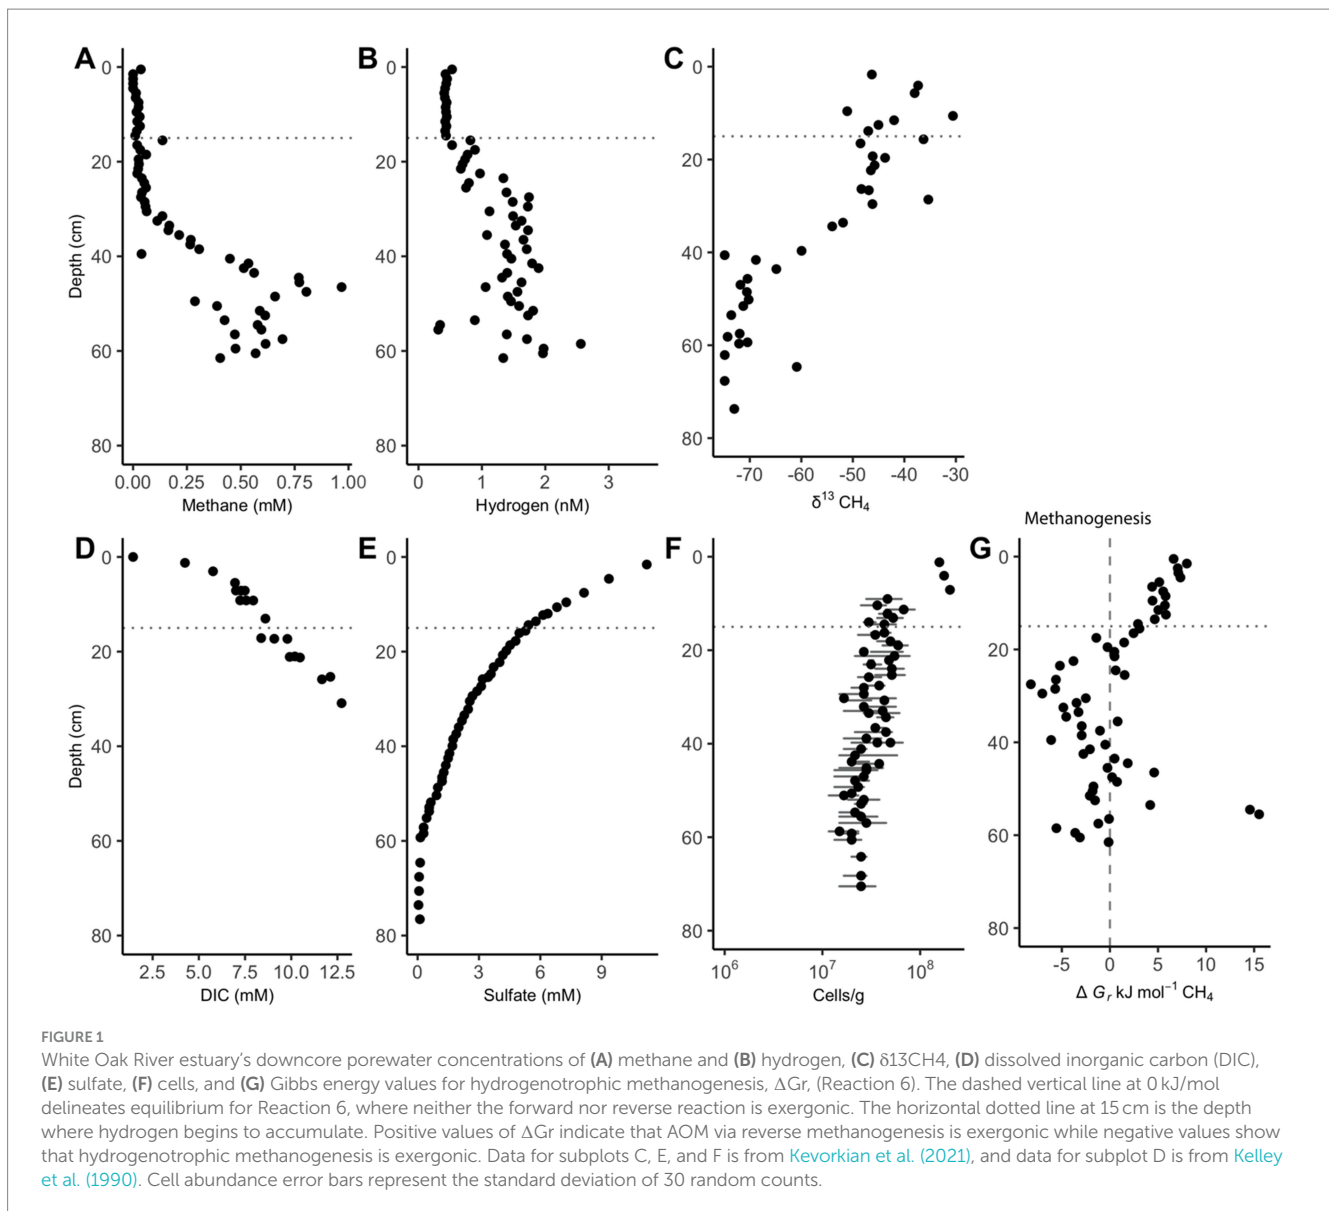 A
B
C
0
20
40
60
80
Depth (cm)
0.00 0.25 0.50 0.75 1.00
Methane (mM)
0
20
40
60
80
0 1 2 3
Hydrogen (nM)
0
20
40
60
80
-70 -60 -50 -40 -30
δ¹³ CH₄
D
E
F
Methanogenesis
G
0
20
40
60
80
Depth (cm)
2.5 5.0 7.5 10.0 12.5
DIC (mM)
0
20
40
60
80
0 3 6 9
Sulfate (mM)
0
20
40
60
80
10⁶ 10⁷ 10⁸
Cells/g
0
20
40
60
80
-5 0 5 10 15
Δ Gᵣ kJ mol⁻¹ CH₄
FIGURE 1
White Oak River estuary's downcore porewater concentrations of (A) methane and (B) hydrogen, (C) δ13CH4, (D) dissolved inorganic carbon (DIC),
(E) sulfate, (F) cells, and (G) Gibbs energy values for hydrogenotrophic methanogenesis, ΔGr, (Reaction 6). The dashed vertical line at 0 kJ/mol
delineates equilibrium for Reaction 6, where neither the forward nor reverse reaction is exergonic. The horizontal dotted line at 15 cm is the depth
where hydrogen begins to accumulate. Positive values of ΔGr indicate that AOM via reverse methanogenesis is exergonic while negative values show
that hydrogenotrophic methanogenesis is exergonic. Data for subplots C, E, and F is from Kevorkian et al. (2021), and data for subplot D is from Kelley
et al. (1990). Cell abundance error bars represent the standard deviation of 30 random counts.